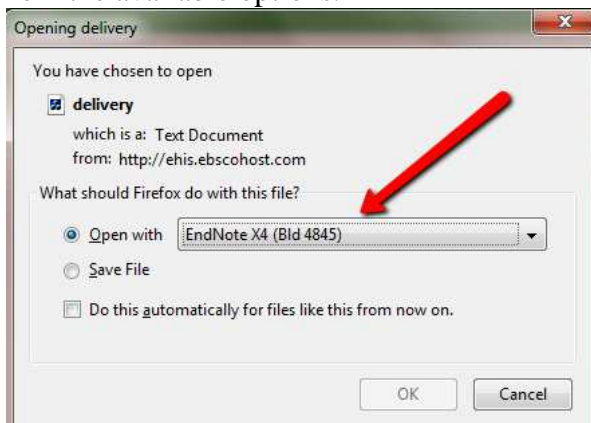 Opening delivery
You have chosen to open
delivery
which is a: Text Document
from: http://ehis.ebscohost.com
What should Firefox do with this file?
Open with EndNote X4 (Bld 4845)
Save File
Do this automatically for files like this from now on.
OK Cancel